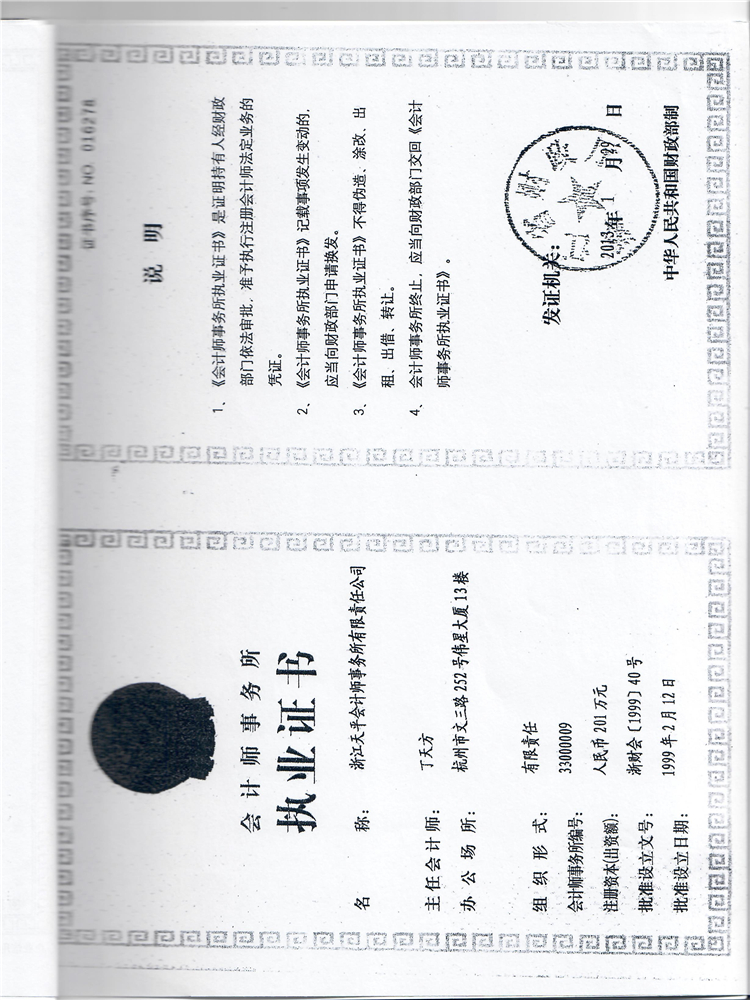 会计师事务所
执业证书
名 称： 浙江天平会计师事务所有限责任公司
主任会计师： 丁天方
办公场所： 杭州市文三路252号伟星大厦13楼
组织形式： 有限责任
会计师事务所编号： 33000009
注册资本(出资额)： 人民币201万元
批准设立文号： 浙财会〔1999〕40号
批准设立日期： 1999年2月12日
证书序号：NO 016278
说 明
1、《会计师事务所执业证书》是证明持有人经财政
部门依法审批，准予执行注册会计师法定业务的
凭证。
2、《会计师事务所执业证书》记载事项发生变动的，
应当向财政部门申请换发。
3、《会计师事务所执业证书》不得伪造、涂改、出
租、出借、转让。
4、会计师事务所终止，应当向财政部门交回《会计
师事务所执业证书》。
发证机关：
2013年1月29日
中华人民共和国财政部制